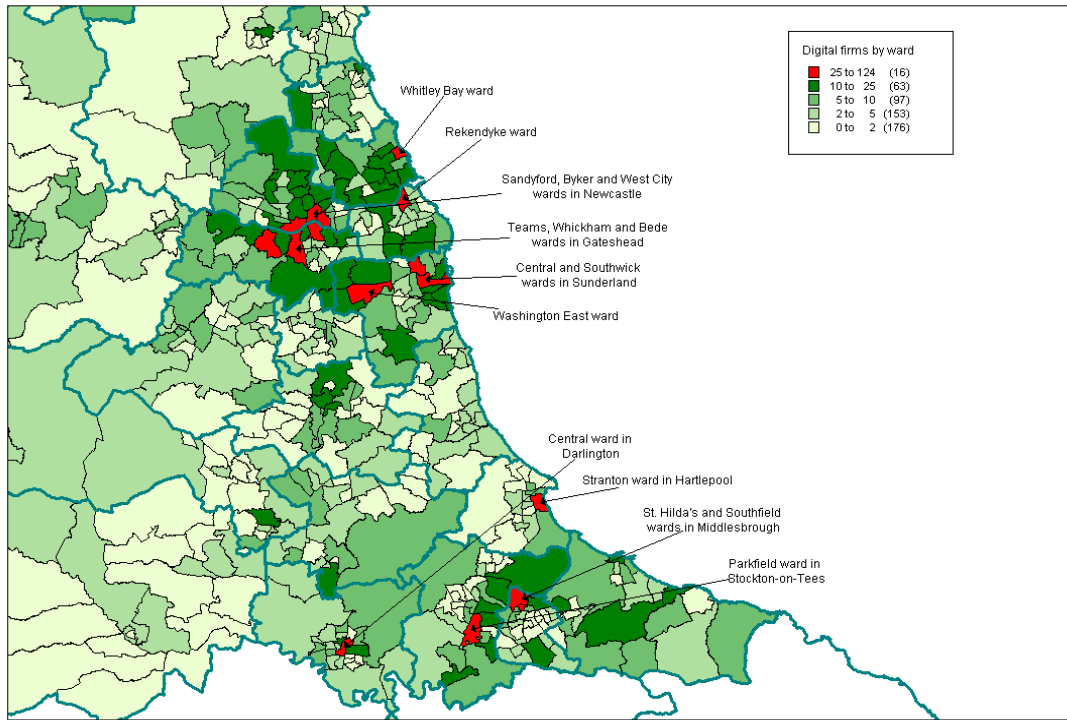 Digital firms by ward
25 to 124 (16)
10 to 25 (63)
5 to 10 (97)
2 to 5 (153)
0 to 2 (176)
Whitley Bay ward
Rekendyke ward
Sandyford, Byker and West City
wards in Newcastle
Teams, Whickham and Bede
wards in Gateshead
Central and Southwick
wards in Sunderland
Washington East ward
Central ward in
Darlington
Stranton ward in Hartlepool
St. Hilda's and Southfield
wards in Middlesbrough
Parkfield ward in
Stockton-on-Tees